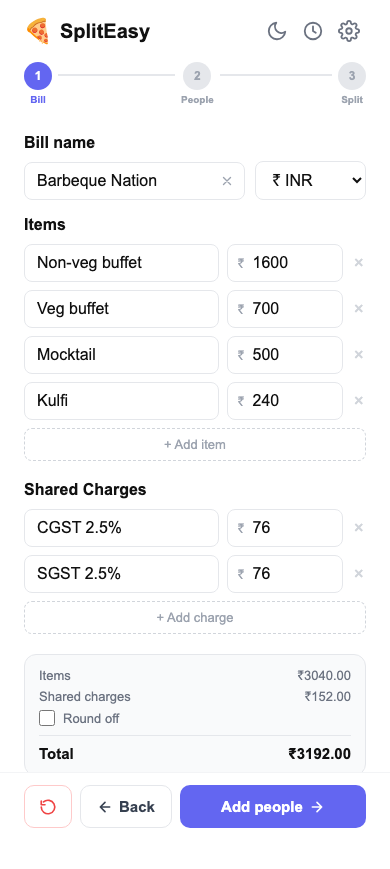 SplitEasy
1 2 3
Bill People Split
Bill name
Barbeque Nation × ₹ INR
Items
Non-veg buffet ₹ 1600 ×
Veg buffet ₹ 700 ×
Mocktail ₹ 500 ×
Kulfi ₹ 240 ×
+ Add item
Shared Charges
CGST 2.5% ₹ 76 ×
SGST 2.5% ₹ 76 ×
+ Add charge
Items ₹3040.00
Shared charges ₹152.00
Round off
Total ₹3192.00
← Back Add people →